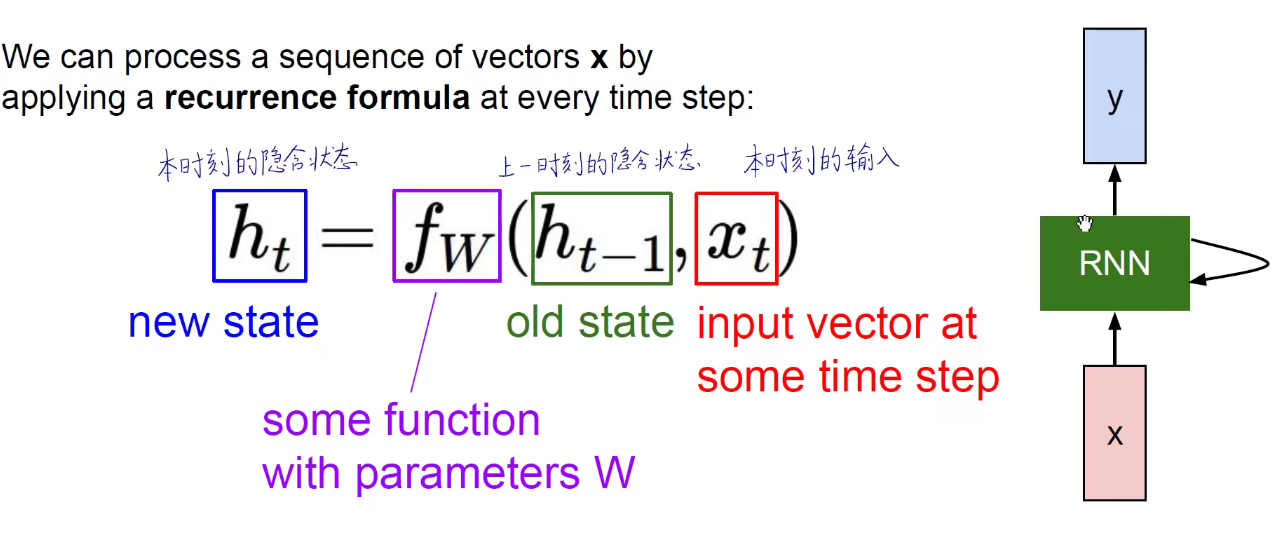 We can process a sequence of vectors x by
applying a recurrence formula at every time step:
本时刻的隐含状态 上一时刻的隐含状态 本时刻的输入
h_t = f_W(h_{t-1}, x_t)
new state
old state
input vector at
some time step
some function
with parameters W
y
RNN
x